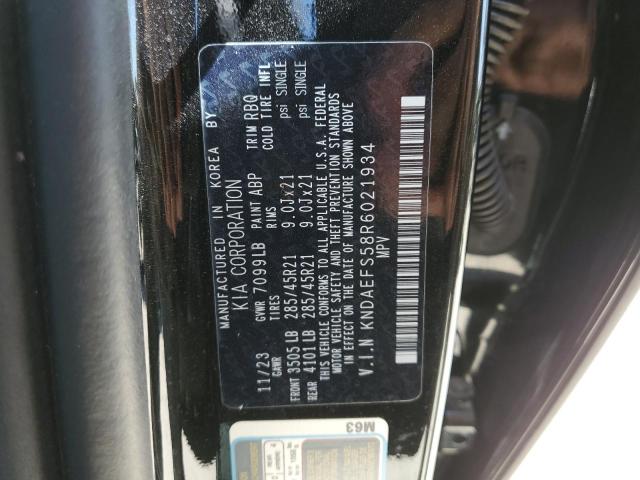 MANUFACTURED IN KOREA BY
KIA CORPORATION
11/23 GVWR 7099LB PAINT ABP TRIM RBQ
GAWR TIRES RIMS COLD TIRE INFL
FRONT 3505LB 285/45R21 9.0Jx21 psi SINGLE
REAR 4101LB 285/45R21 9.0Jx21 psi SINGLE
THIS VEHICLE CONFORMS TO ALL APPLICABLE U.S.A. FEDERAL
MOTOR VEHICLE SAFETY AND THEFT PREVENTION STANDARDS
IN EFFECT ON THE DATE OF MANUFACTURE SHOWN ABOVE
V.I.N KNDAEFS58R6021934
MPV
M63